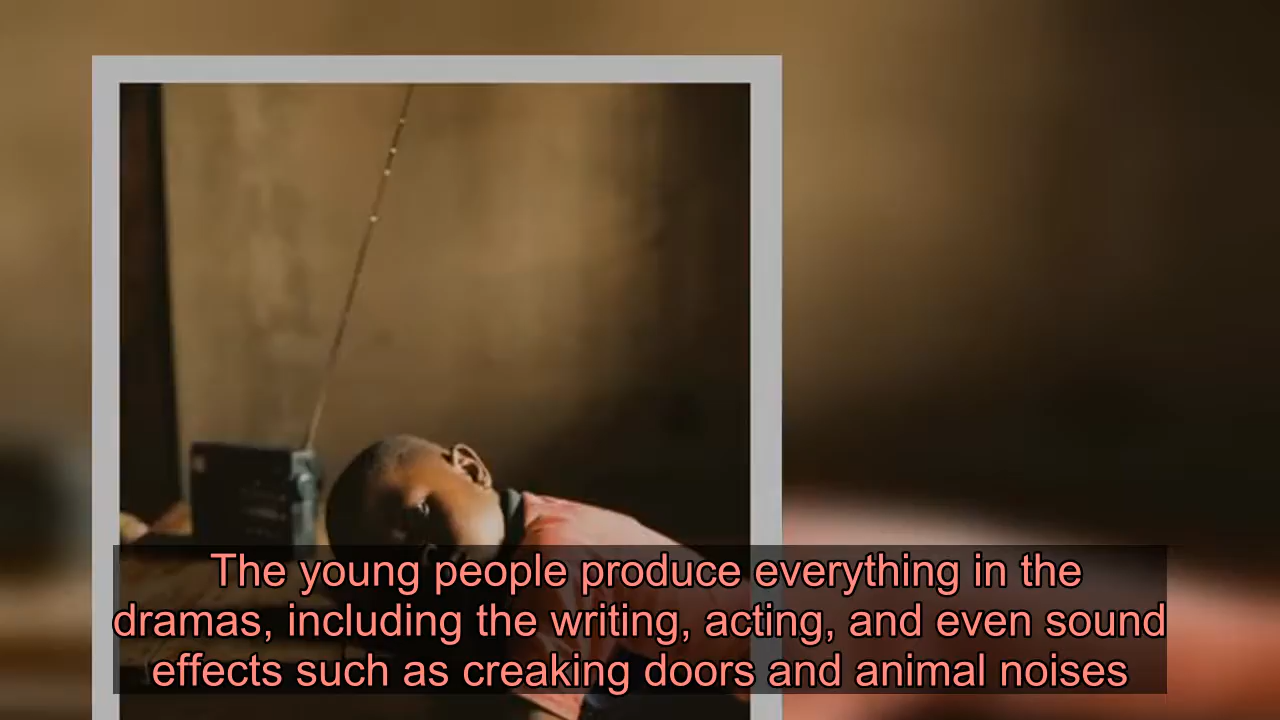 The young people produce everything in the
dramas, including the writing, acting, and even sound
effects such as creaking doors and animal noises